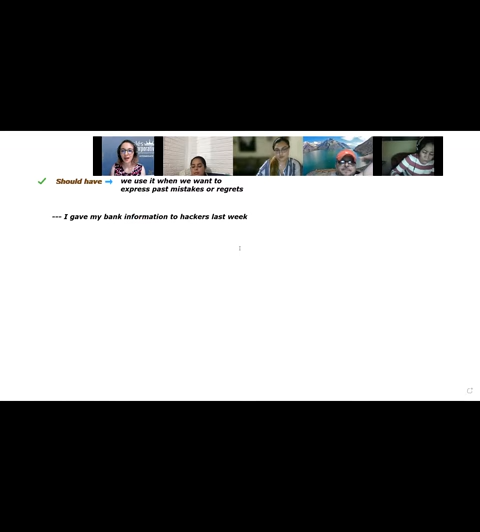 Should have → we use it when we want to
express past mistakes or regrets
--- I gave my bank information to hackers last week